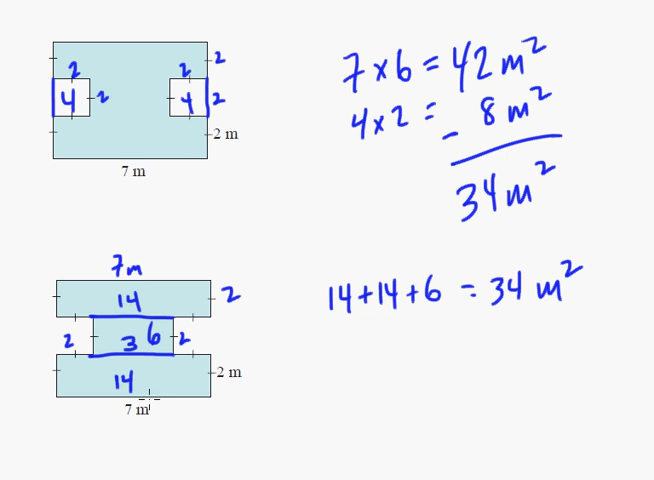 2
2 2
4 2 4 2
2 m
7 m
7 × 6 = 42 m²
4 × 2 = - 8 m²
34 m²
7m
14 2
2 3 6 2
14 2 m
7 m
14 + 14 + 6 = 34 m²